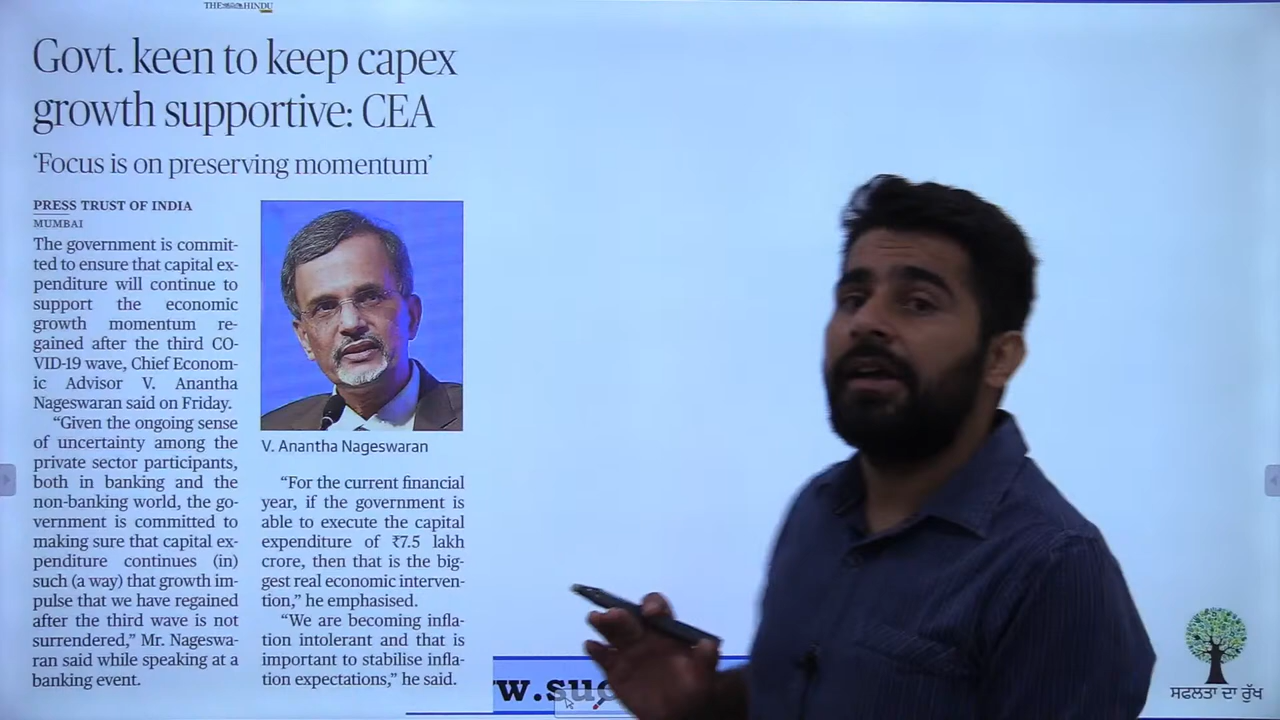 THE HINDU
Govt. keen to keep capex
growth supportive: CEA
‘Focus is on preserving momentum’
PRESS TRUST OF INDIA
MUMBAI
The government is commit-
ted to ensure that capital ex-
penditure will continue to
support the economic
growth momentum re-
gained after the third CO-
VID-19 wave, Chief Econom-
ic Advisor V. Anantha
Nageswaran said on Friday.
“Given the ongoing sense
of uncertainty among the
private sector participants,
both in banking and the
non-banking world, the go-
vernment is committed to
making sure that capital ex-
penditure continues (in)
such (a way) that growth im-
pulse that we have regained
after the third wave is not
surrendered,” Mr. Nageswa-
ran said while speaking at a
banking event.
V. Anantha Nageswaran
“For the current financial
year, if the government is
able to execute the capital
expenditure of ₹7.5 lakh
crore, then that is the big-
gest real economic interven-
tion,” he emphasised.
“We are becoming infla-
tion intolerant and that is
important to stabilise infla-
tion expectations,” he said.
ਸਫਲਤਾ ਦਾ ਰੁੱਖ